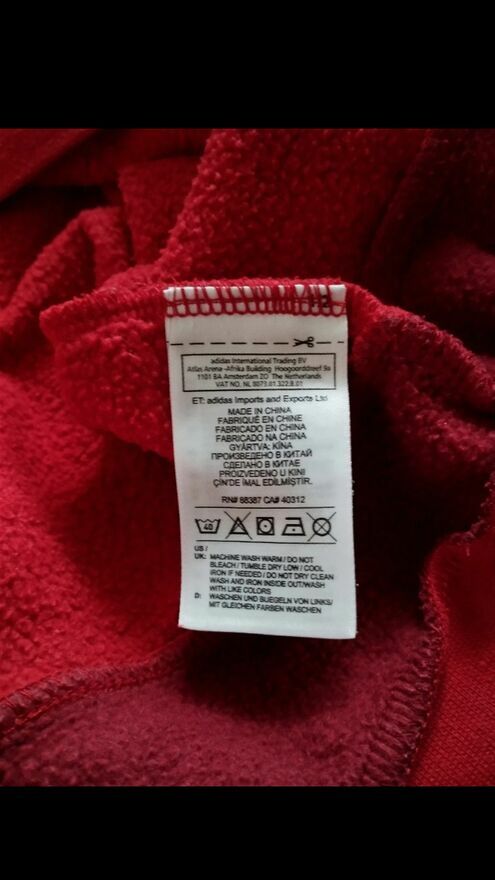 adidas International Trading BV
Atlas Arena -Afrika Building Hoogoorddreef 9a
1101 BA Amsterdam ZO The Netherlands
VAT NO. NL 8073.01.322.B.01
ET: adidas Imports and Exports Ltd
MADE IN CHINA
FABRIQUÉ EN CHINE
FABRICADO EN CHINA
FABRICADO NA CHINA
GYÁRTVA: KÍNA
ПРОИЗВЕДЕНО В КИТАЙ
СДЕЛАНО В КИТАЕ
PROIZVEDENO U KINI
ÇİN'DE İMAL EDİLMİŞTİR.
RN# 88387 CA# 40312
40
US /
UK: MACHINE WASH WARM / DO NOT
BLEACH / TUMBLE DRY LOW / COOL
IRON IF NEEDED / DO NOT DRY CLEAN
WASH AND IRON INSIDE OUT/WASH
WITH LIKE COLORS
D: WASCHEN UND BUEGELN VON LINKS/
MIT GLEICHEN FARBEN WASCHEN